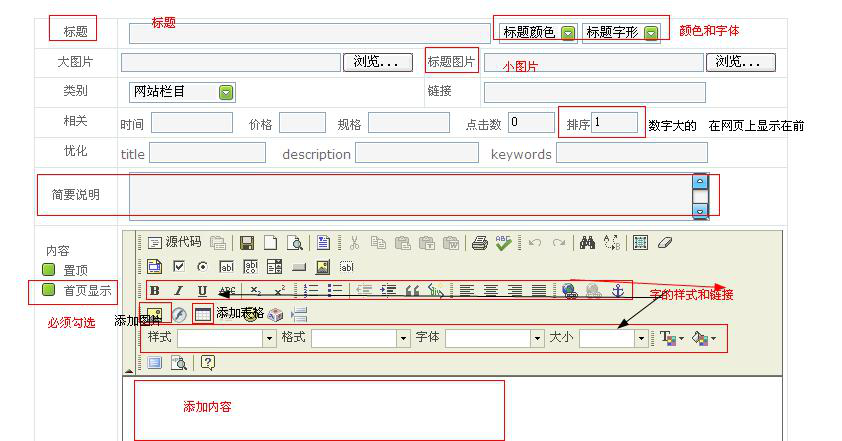 标题 标题 标题颜色 标题字形 颜色和字体
大图片 浏览... 标题图片 小图片 浏览...
类别 网站栏目 链接
相关 时间 价格 规格 点击数 0 排序 1 数字大的 在网页上显示在前
优化 title description keywords
简要说明
内容 源代码 ABC
置顶 abl abl
首页显示 B I U ABC X₂ X² 字的样式和链接
必须勾选 添加图片 添加表格
样式 格式 字体 大小 T
?
添加内容